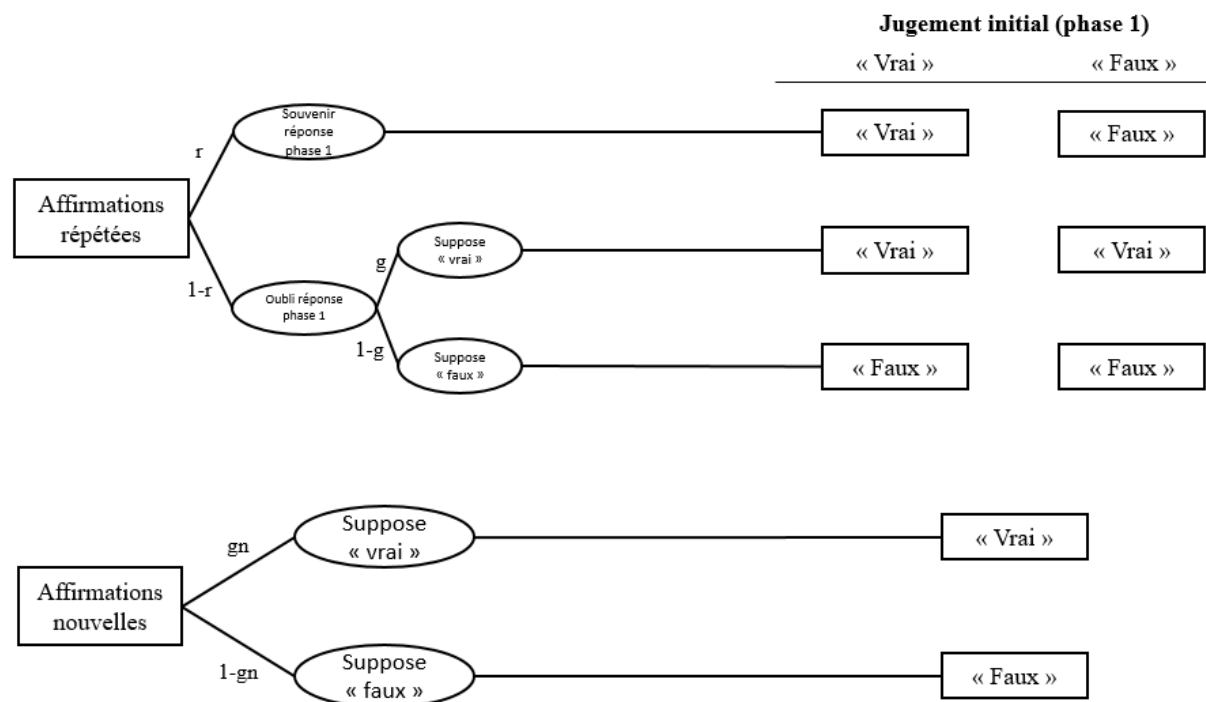 Jugement initial (phase 1)
« Vrai »
« Faux »
Souvenir
réponse
phase 1
« Vrai »
« Faux »
r
Affirmations
répétées
Suppose
« vrai »
« Vrai »
« Vrai »
g
1-r
Oubli réponse
phase 1
1-g
Suppose
« faux »
« Faux »
« Faux »
Suppose
« vrai »
« Vrai »
gn
Affirmations
nouvelles
1-gn
Suppose
« faux »
« Faux »